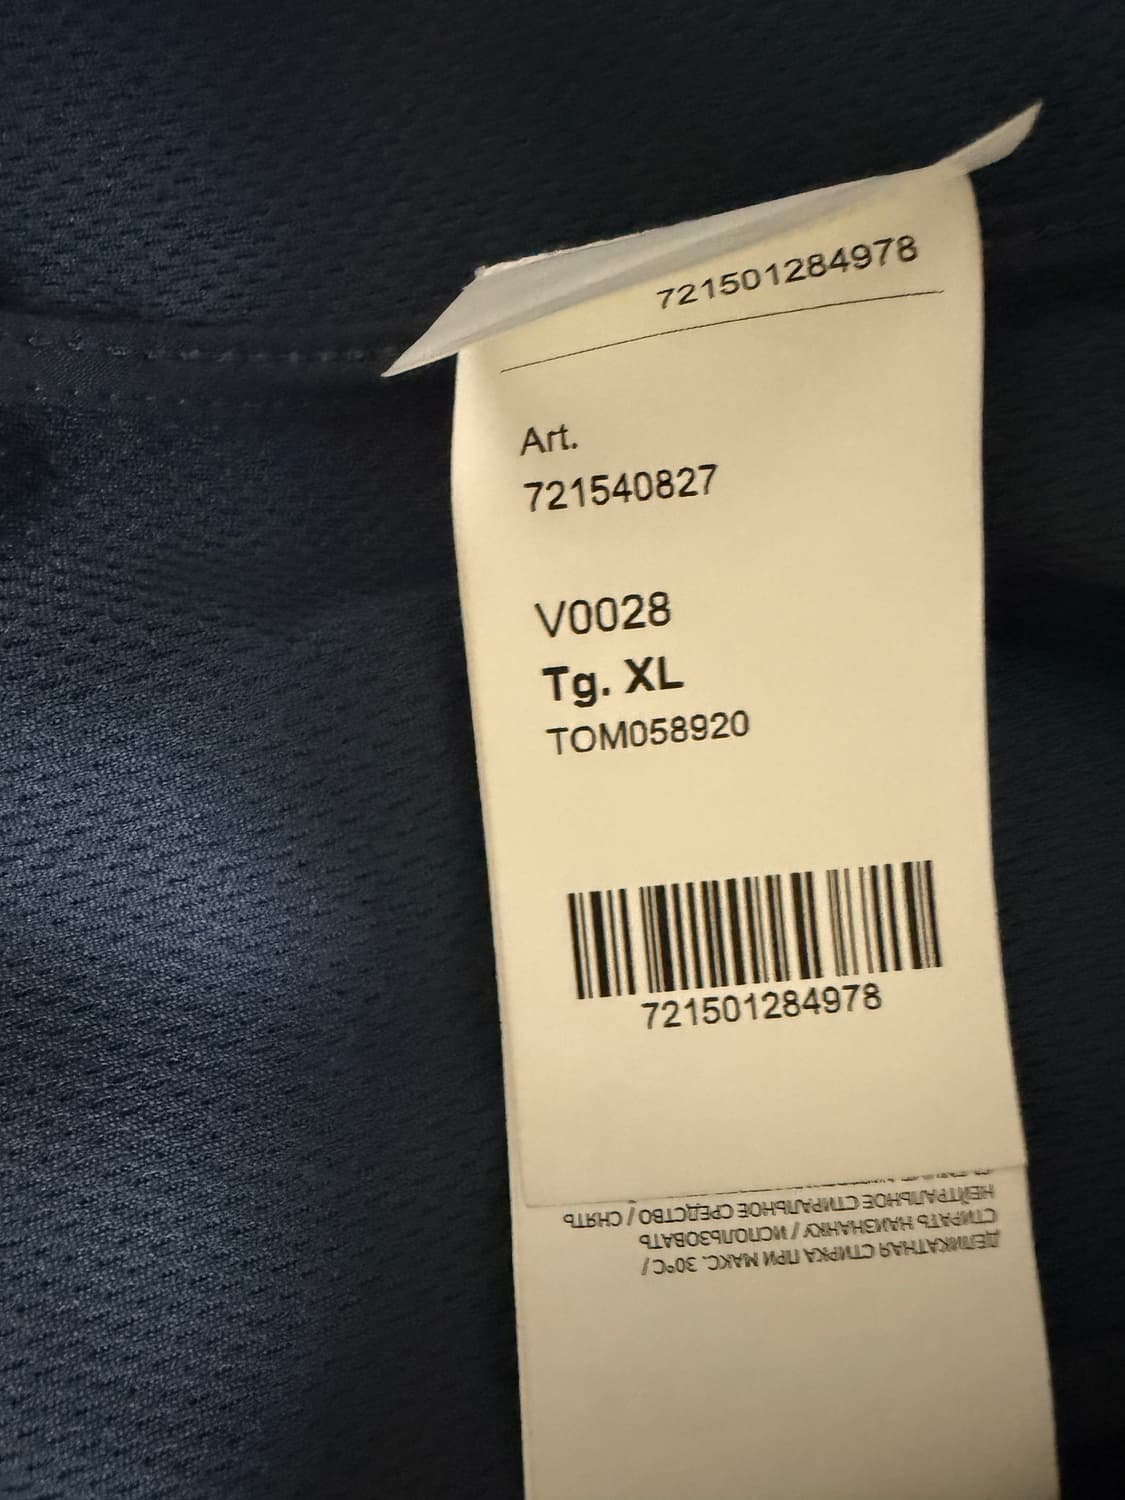 721501284978
Art.
721540827
V0028
Tg. XL
TOM058920
721501284978
ДЕЛИКАТНАЯ СТИРКА ПРИ МАКС. 30°C /
СТИРАТЬ НАИЗНАНКУ / ИСПОЛЬЗОВАТЬ
НЕЙТРАЛЬНОЕ СТИРАЛЬНОЕ СРЕДСТВО / СНЯТЬ